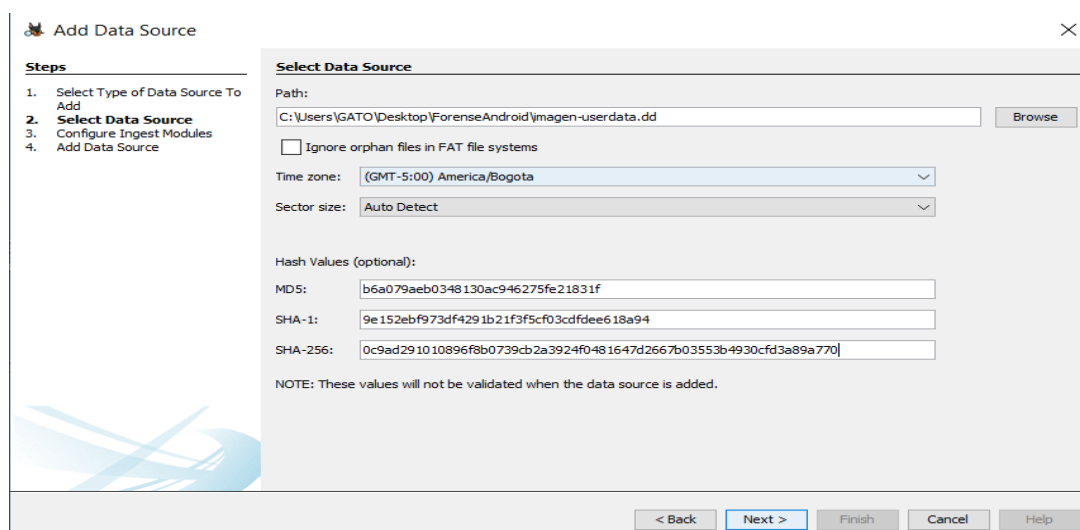 Add Data Source
Steps
1. Select Type of Data Source To
Add
2. Select Data Source
3. Configure Ingest Modules
4. Add Data Source
Select Data Source
Path:
C:\Users\GATO\Desktop\ForenseAndroid\imagen-userdata.dd
Browse
Ignore orphan files in FAT file systems
Time zone: (GMT-5:00) America/Bogota
Sector size: Auto Detect
Hash Values (optional):
MD5: b6a079aeb0348130ac946275fe21831f
SHA-1: 9e152ebf973df4291b21f3f5cf03cdfdee618a94
SHA-256: 0c9ad291010896f8b0739cb2a3924f0481647d2667b03553b4930cfd3a89a770
NOTE: These values will not be validated when the data source is added.
< Back Next > Finish Cancel Help